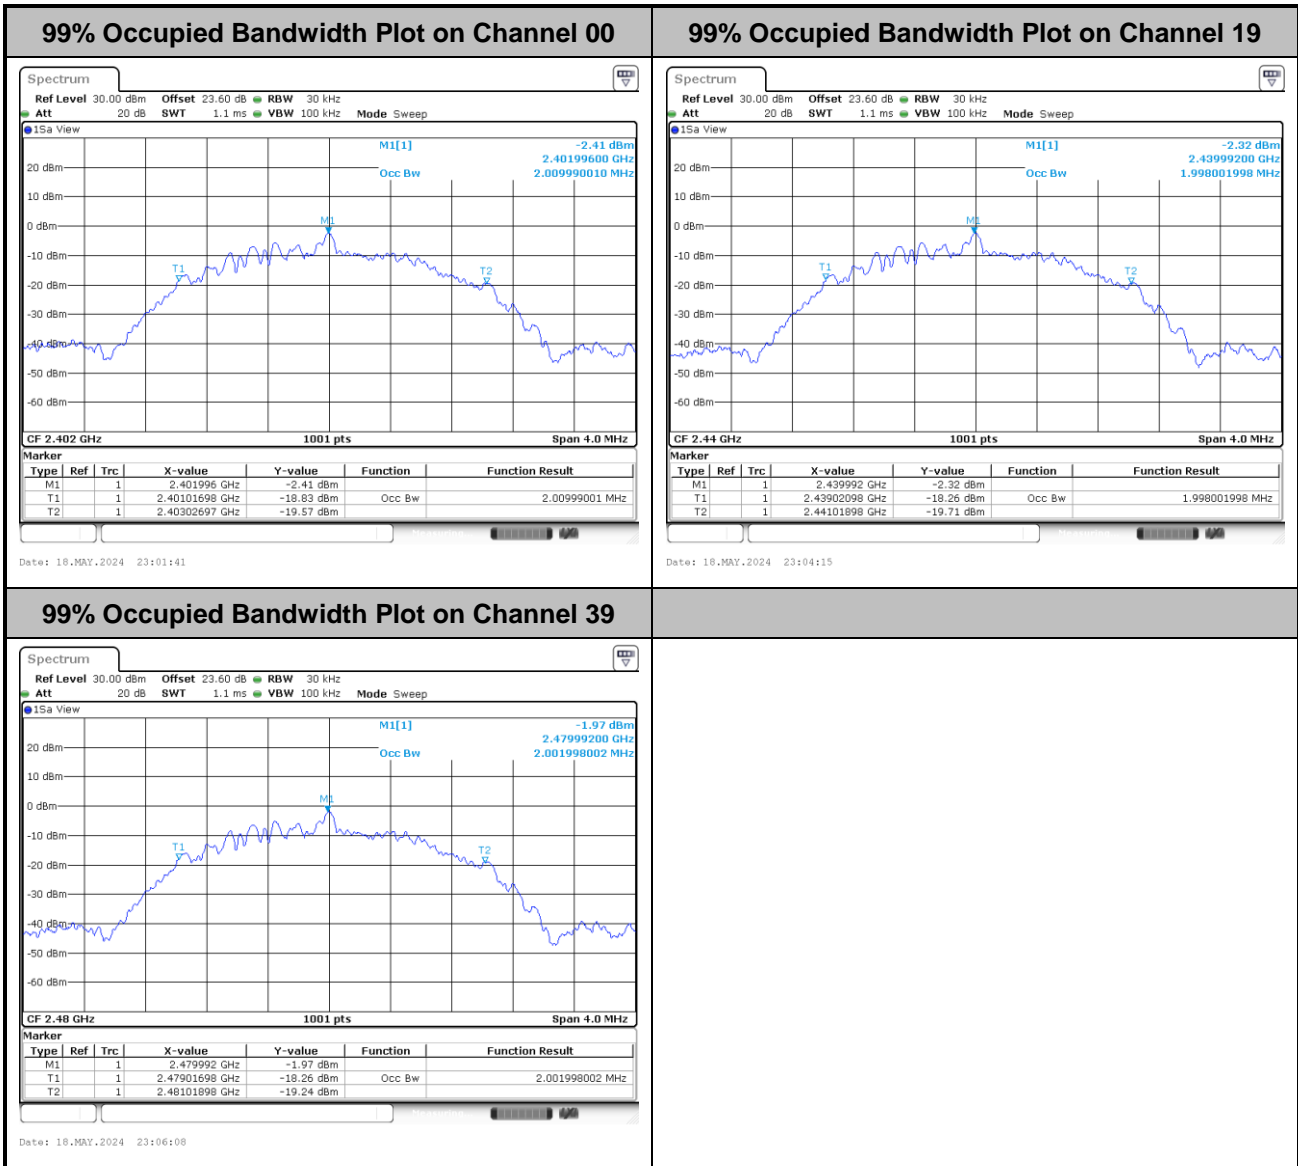 99% Occupied Bandwidth Plot on Channel 00
Spectrum
Ref Level 30.00 dBm Offset 23.60 dB RBW 30 kHz
Att 20 dB SWT 1.1 ms VBW 100 kHz Mode Sweep
1Sa View
M1[1] -2.41 dBm
2.40199600 GHz
Occ Bw 2.009990010 MHz
20 dBm
10 dBm
0 dBm
M1
-10 dBm
T1
T2
-20 dBm
-30 dBm
-40 dBm
-50 dBm
-60 dBm
CF 2.402 GHz 1001 pts Span 4.0 MHz
Marker
Type Ref Trc X-value Y-value Function Function Result
M1 1 2.401996 GHz -2.41 dBm
T1 1 2.40101698 GHz -18.83 dBm Occ Bw 2.00999001 MHz
T2 1 2.40302697 GHz -19.57 dBm
Date: 18.MAY.2024 23:01:41
99% Occupied Bandwidth Plot on Channel 19
Spectrum
Ref Level 30.00 dBm Offset 23.60 dB RBW 30 kHz
Att 20 dB SWT 1.1 ms VBW 100 kHz Mode Sweep
1Sa View
M1[1] -2.32 dBm
2.43999200 GHz
Occ Bw 1.998001998 MHz
20 dBm
10 dBm
0 dBm
M1
-10 dBm
T1
T2
-20 dBm
-30 dBm
-40 dBm
-50 dBm
-60 dBm
CF 2.44 GHz 1001 pts Span 4.0 MHz
Marker
Type Ref Trc X-value Y-value Function Function Result
M1 1 2.439992 GHz -2.32 dBm
T1 1 2.43902098 GHz -18.26 dBm Occ Bw 1.998001998 MHz
T2 1 2.44101898 GHz -19.71 dBm
Date: 18.MAY.2024 23:04:15
99% Occupied Bandwidth Plot on Channel 39
Spectrum
Ref Level 30.00 dBm Offset 23.60 dB RBW 30 kHz
Att 20 dB SWT 1.1 ms VBW 100 kHz Mode Sweep
1Sa View
M1[1] -1.97 dBm
2.47999200 GHz
Occ Bw 2.001998002 MHz
20 dBm
10 dBm
0 dBm
M1
-10 dBm
T1
T2
-20 dBm
-30 dBm
-40 dBm
-50 dBm
-60 dBm
CF 2.48 GHz 1001 pts Span 4.0 MHz
Marker
Type Ref Trc X-value Y-value Function Function Result
M1 1 2.479992 GHz -1.97 dBm
T1 1 2.47901698 GHz -18.26 dBm Occ Bw 2.001998002 MHz
T2 1 2.48101898 GHz -19.24 dBm
Measuring...
Date: 18.MAY.2024 23:06:08